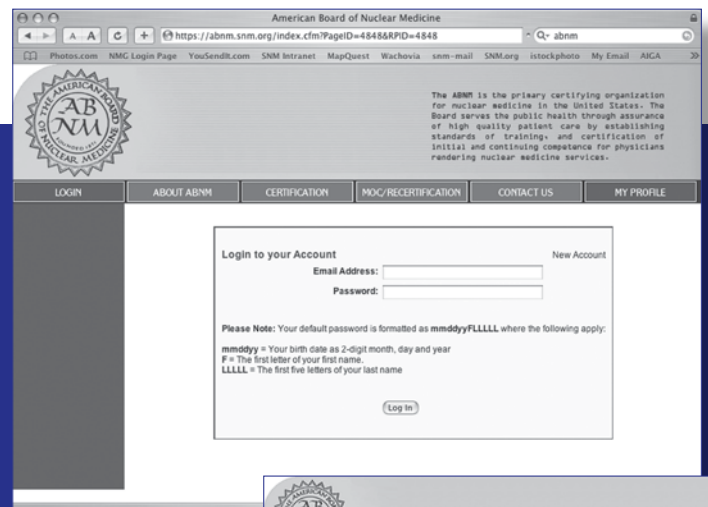 American Board of Nuclear Medicine
A A C + https://abnm.snm.org/index.cfm?PageID=4848&RPID=4848 Q abnm
Photos.com NMG Login Page YouSendIt.com SNM Intranet MapQuest Wachovia snm-mail SNM.org istockphoto My Email AIGA
THE AMERICAN BOARD OF NUCLEAR MEDICINE
AB
NM
FOUNDED 1971
The ABNM is the primary certifying organization
for nuclear medicine in the United States. The
Board serves the public health through assurance
of high quality patient care by establishing
standards of training, and certification of
initial and continuing competence for physicians
rendering nuclear medicine services.
LOGIN ABOUT ABNM CERTIFICATION MOC/RECERTIFICATION CONTACT US MY PROFILE
Login to your Account New Account
Email Address:
Password:
Please Note: Your default password is formatted as mmddyyFLLLLL where the following apply:
mmddyy = Your birth date as 2-digit month, day and year
F = The first letter of your first name.
LLLLL = The first five letters of your last name
Log In
AMERICAN
AB